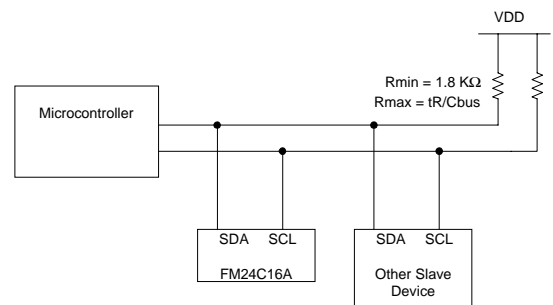 VDD
Rmin = 1.8 KΩ
Rmax = tR/Cbus
Microcontroller
SDA SCL
FM24C16A
SDA SCL
Other Slave
Device